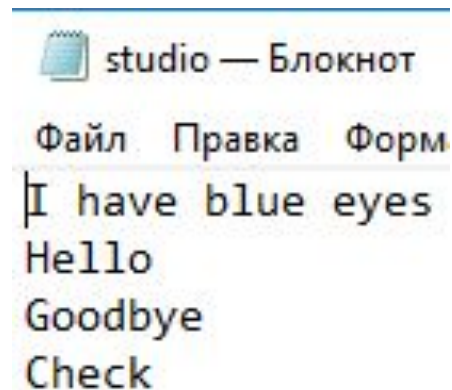 studio — Блокнот
Файл Правка Форм
I have blue eyes
Hello
Goodbye
Check